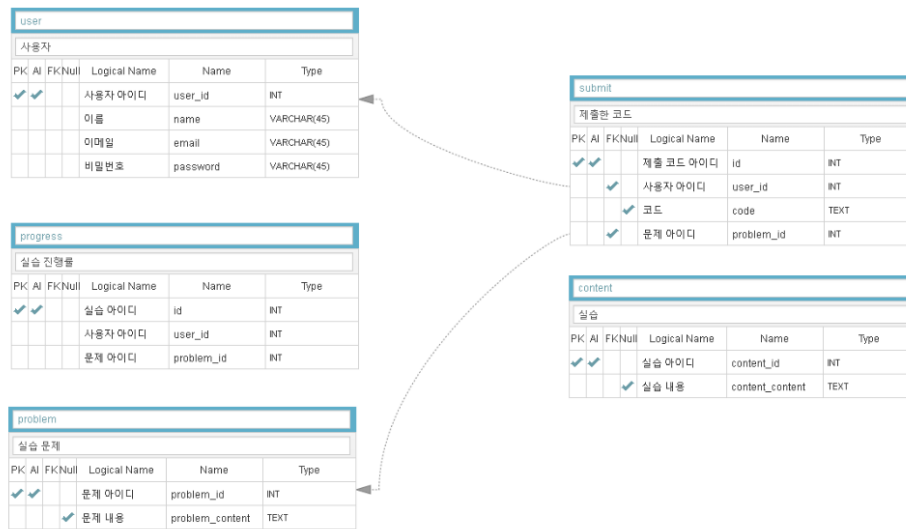 user
사용자
PK AI FK Null Logical Name Name Type
사용자 아이디 user_id INT
이름 name VARCHAR(45)
이메일 email VARCHAR(45)
비밀번호 password VARCHAR(45)
submit
제출한 코드
PK AI FK Null Logical Name Name Type
제출 코드 아이디 id INT
사용자 아이디 user_id INT
코드 code TEXT
문제 아이디 problem_id INT
progress
실습 진행률
PK AI FK Null Logical Name Name Type
실습 아이디 id INT
사용자 아이디 user_id INT
문제 아이디 problem_id INT
content
실습
PK AI FK Null Logical Name Name Type
실습 아이디 content_id INT
실습 내용 content_content TEXT
problem
실습 문제
PK AI FK Null Logical Name Name Type
문제 아이디 problem_id INT
문제 내용 problem_content TEXT